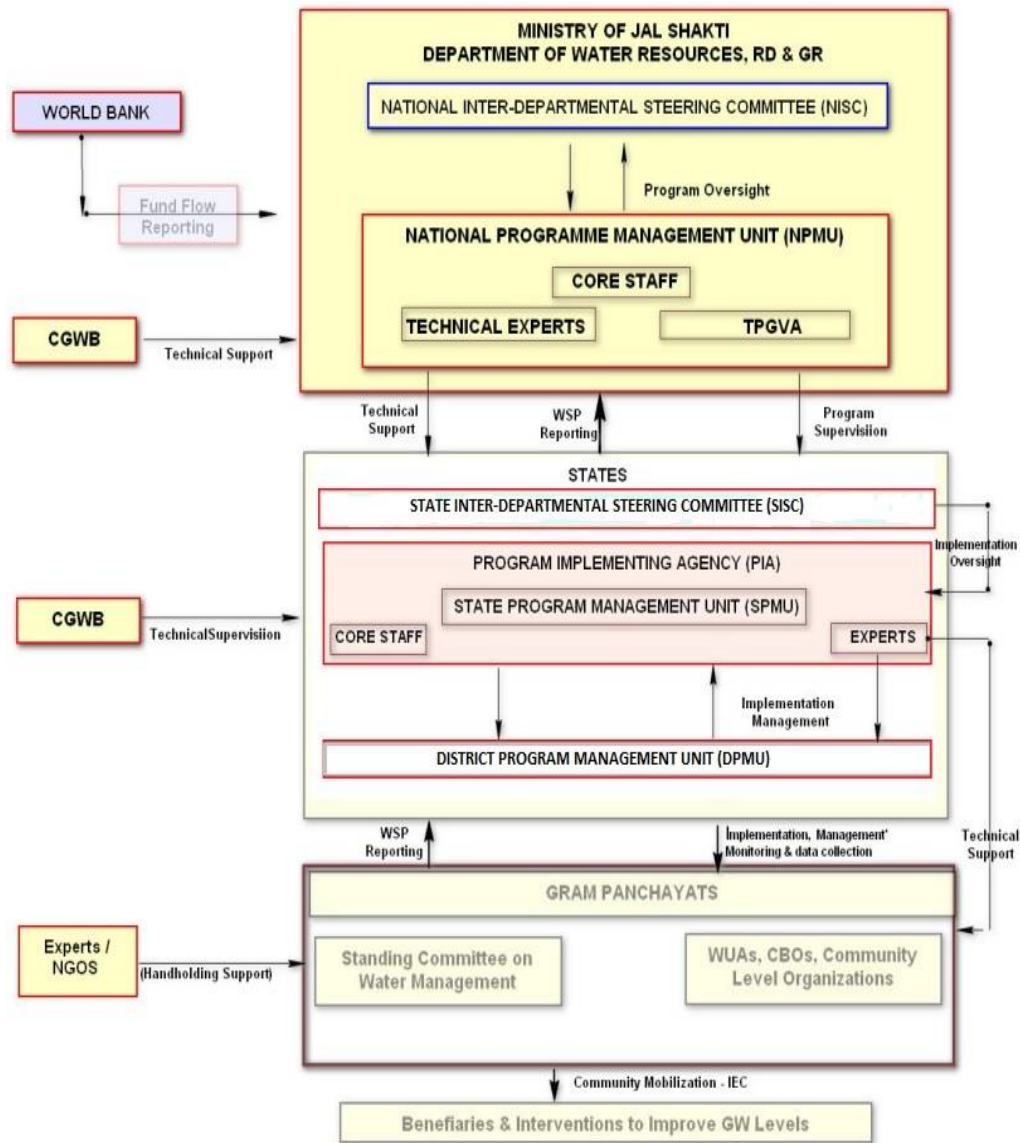 MINISTRY OF JAL SHAKTI
DEPARTMENT OF WATER RESOURCES, RD & GR
NATIONAL INTER-DEPARTMENTAL STEERING COMMITTEE (NISC)
WORLD BANK
Program Oversight
Fund Flow
Reporting
NATIONAL PROGRAMME MANAGEMENT UNIT (NPMU)
CORE STAFF
TECHNICAL EXPERTS
TPGVA
CGWB
Technical Support
Technical
Support
WSP
Reporting
Program
Supervisiion
STATES
STATE INTER-DEPARTMENTAL STEERING COMMITTEE (SISC)
Implementation
Oversight
PROGRAM IMPLEMENTING AGENCY (PIA)
STATE PROGRAM MANAGEMENT UNIT (SPMU)
CGWB
TechnicalSupervisiion
CORE STAFF
EXPERTS
Implementation
Management
DISTRICT PROGRAM MANAGEMENT UNIT (DPMU)
WSP
Reporting
Implementation, Management'
Monitoring & data collection
Technical
Support
GRAM PANCHAYATS
Experts /
NGOS
(Handholding Support)
Standing Committee on
Water Management
WUAs, CBOs, Community
Level Organizations
Community Mobilization - IEC
Benefiaries & Interventions to Improve GW Levels